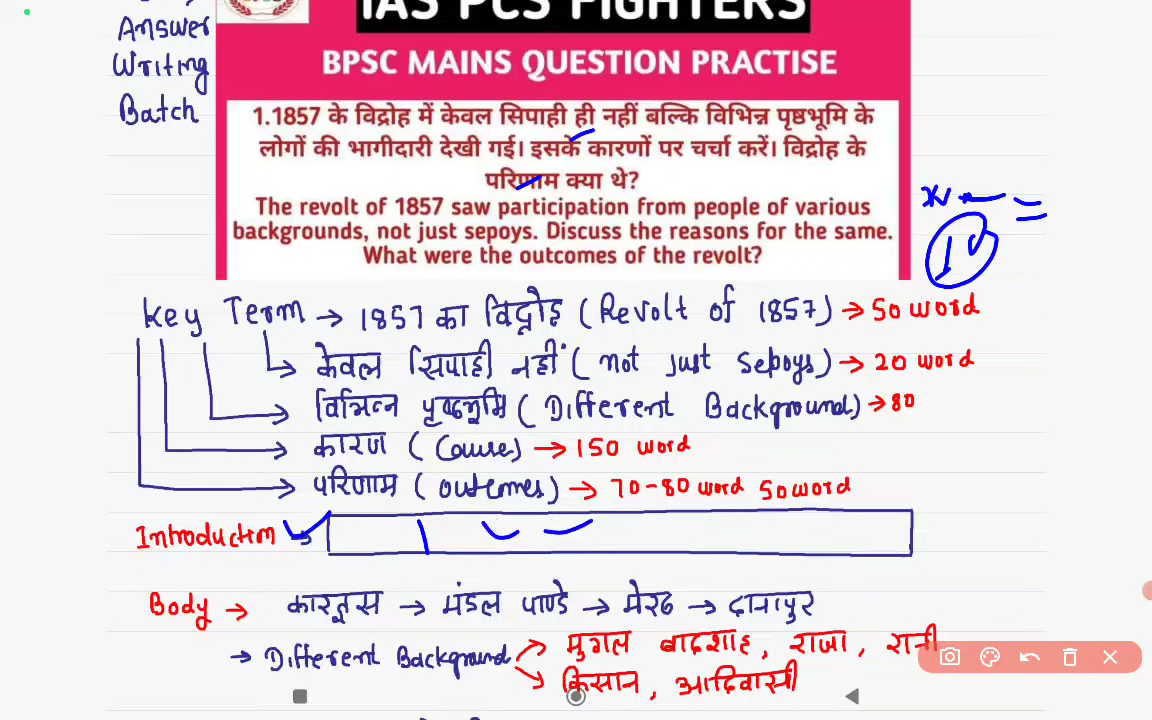 Answer
Writing
Batch
IAS PCS FIGHTERS
BPSC MAINS QUESTION PRACTISE
1.1857 के विद्रोह में केवल सिपाही ही नहीं बल्कि विभिन्न पृष्ठभूमि के
लोगों की भागीदारी देखी गई। इसके कारणों पर चर्चा करें। विद्रोह के
परिणाम क्या थे?
The revolt of 1857 saw participation from people of various
backgrounds, not just sepoys. Discuss the reasons for the same.
What were the outcomes of the revolt?
10
Key Term → 1857 का विद्रोह (Revolt of 1857) → 50 word
केवल सिपाही नहीं (not just sepoys) → 20 word
विभिन्न पृष्ठभूमि (Different Background) → 80
कारण (Cause) → 150 word
परिणाम (outcomes) → 70-80 word 50 word
Introduction →
Body → कारतूस → मंडल पाण्डे → मेरठ → दानापुर
→ Different Background → मुगल बादशाह, राजा, रानी
→ किसान, आदिवासी